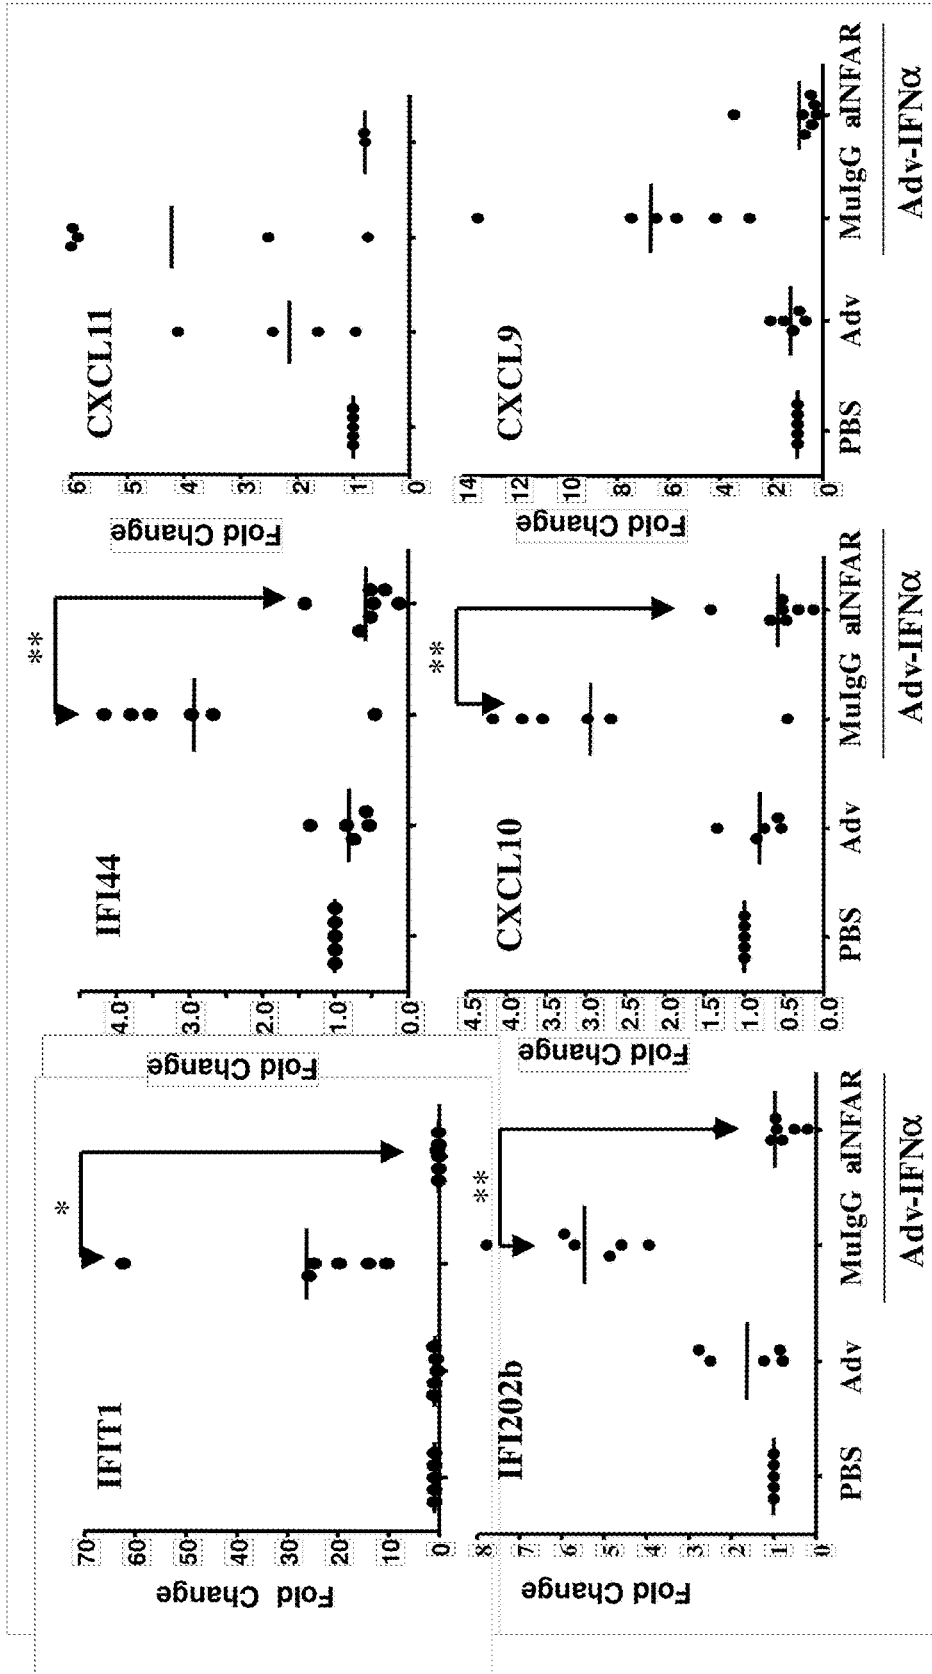 IFIT1
*
Fold Change
70
60
50
40
30
20
10
0
IFI44
**
Fold Change
4.0
3.0
2.0
1.0
0.0
CXCL11
Fold Change
6
5
4
3
2
1
0
IFI202b
**
Fold Change
8
7
6
5
4
3
2
1
0
PBS Adv MuIgG aINFAR
Adv-IFNα
CXCL10
**
Fold Change
4.5
4.0
3.5
3.0
2.5
2.0
1.5
1.0
0.5
0.0
PBS Adv MuIgG aINFAR
Adv-IFNα
CXCL9
Fold Change
14
12
10
8
6
4
2
0
PBS Adv MuIgG aINFAR
Adv-IFNα